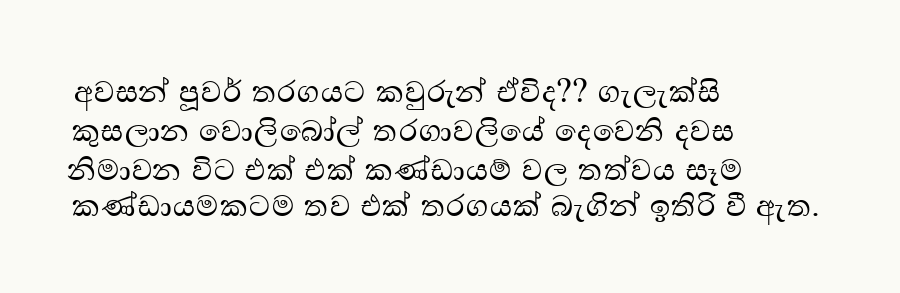 අවසන් පූවර් තරගයට කවුරුන් ඒවිද?? ගැලැක්සි
කුසලාන වොලිබෝල් තරගාවලියේ දෙවෙනි දවස
නිමාවන විට එක් එක් කණ්ඩායම් වල තත්වය සෑම
කණ්ඩායමකටම තව එක් තරගයක් බැගින් ඉතිරි වී ඇත.